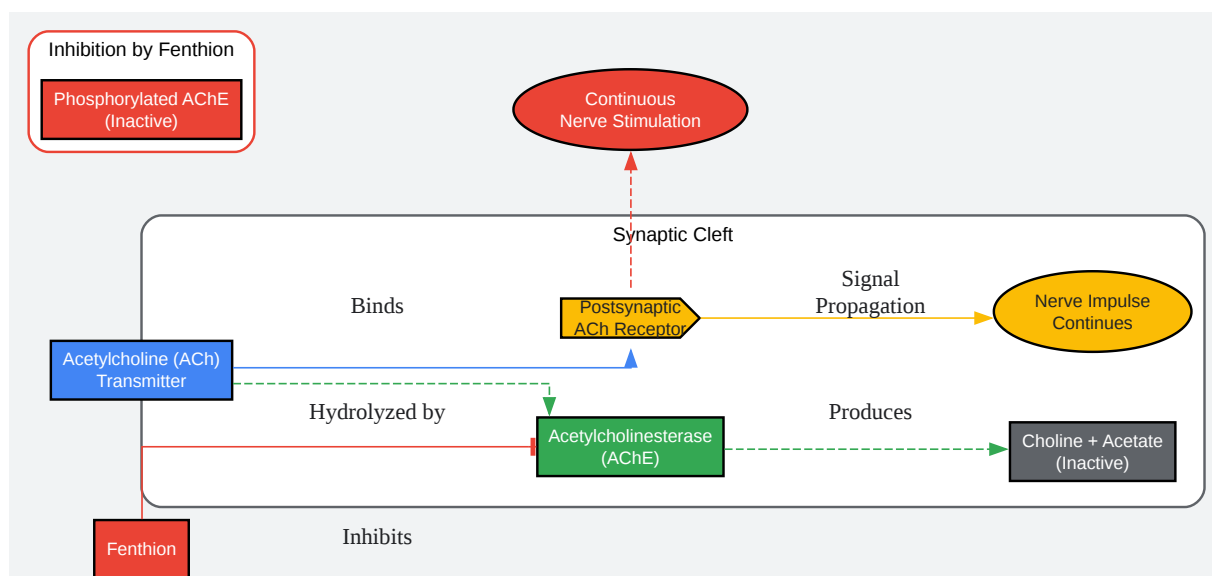 Inhibition by Fenthion
Phosphorylated AChE
(Inactive)
Continuous
Nerve Stimulation
Synaptic Cleft
Binds
Signal
Propagation
Postsynaptic
ACh Receptor
Nerve Impulse
Continues
Acetylcholine (ACh)
Transmitter
Hydrolyzed by
Produces
Acetylcholinesterase
(AChE)
Choline + Acetate
(Inactive)
Inhibits
Fenthion